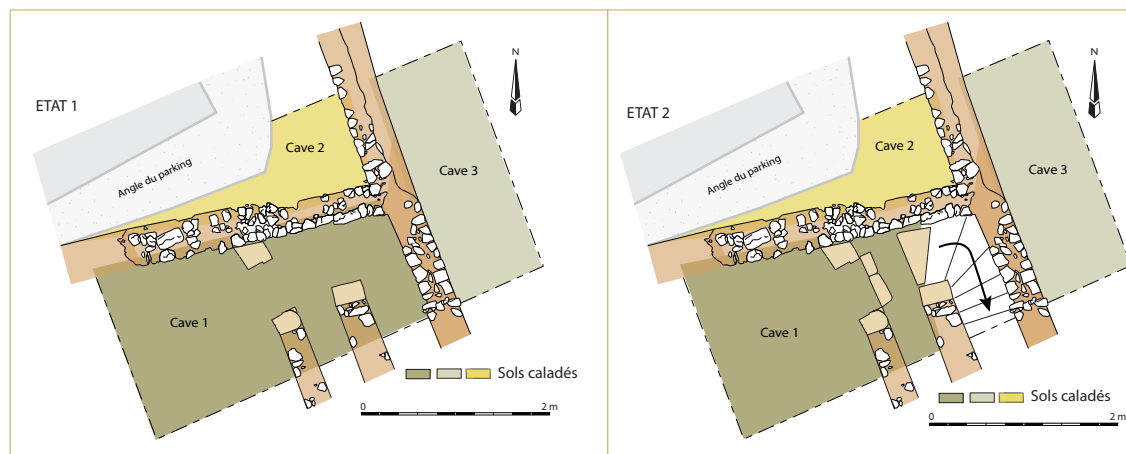 ETAT 1
N
Cave 2
Cave 3
Angle du parking
Cave 1
Sols caladés
0 2 m
ETAT 2
N
Cave 2
Cave 3
Angle du parking
Cave 1
Sols caladés
0 2 m